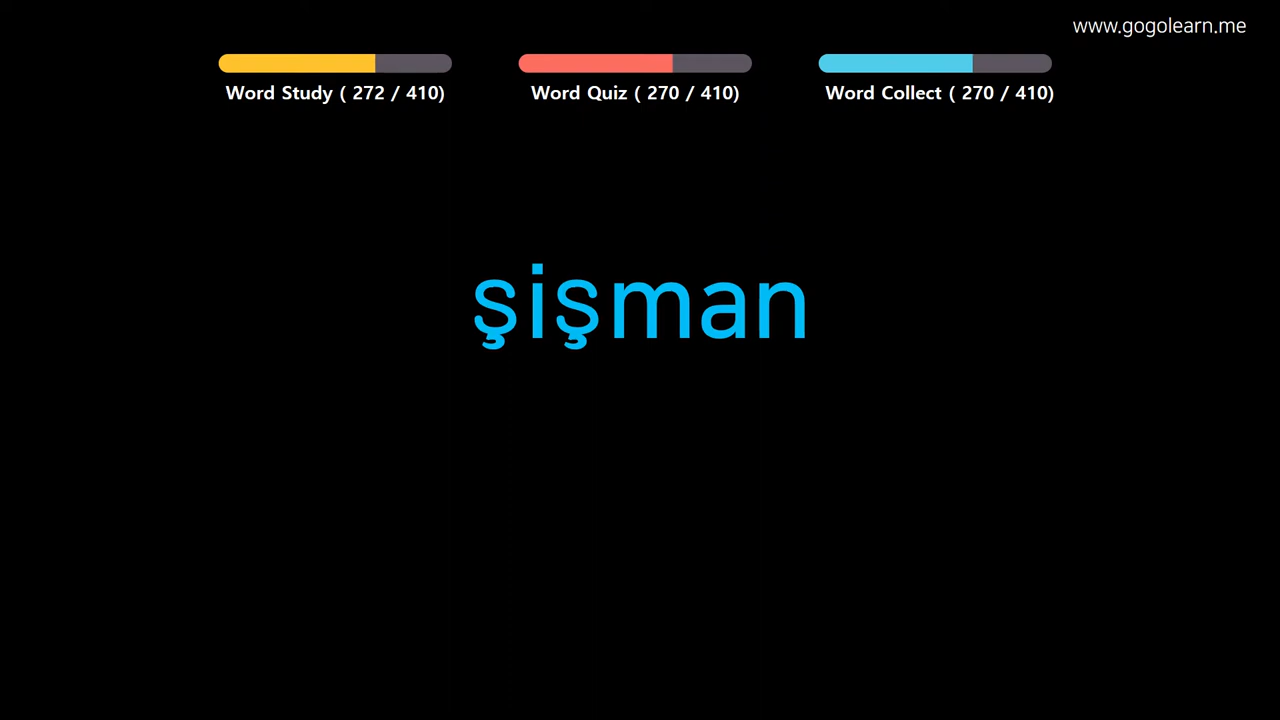 www.gogolearn.me
Word Study ( 272 / 410)
Word Quiz ( 270 / 410)
Word Collect ( 270 / 410)
şişman